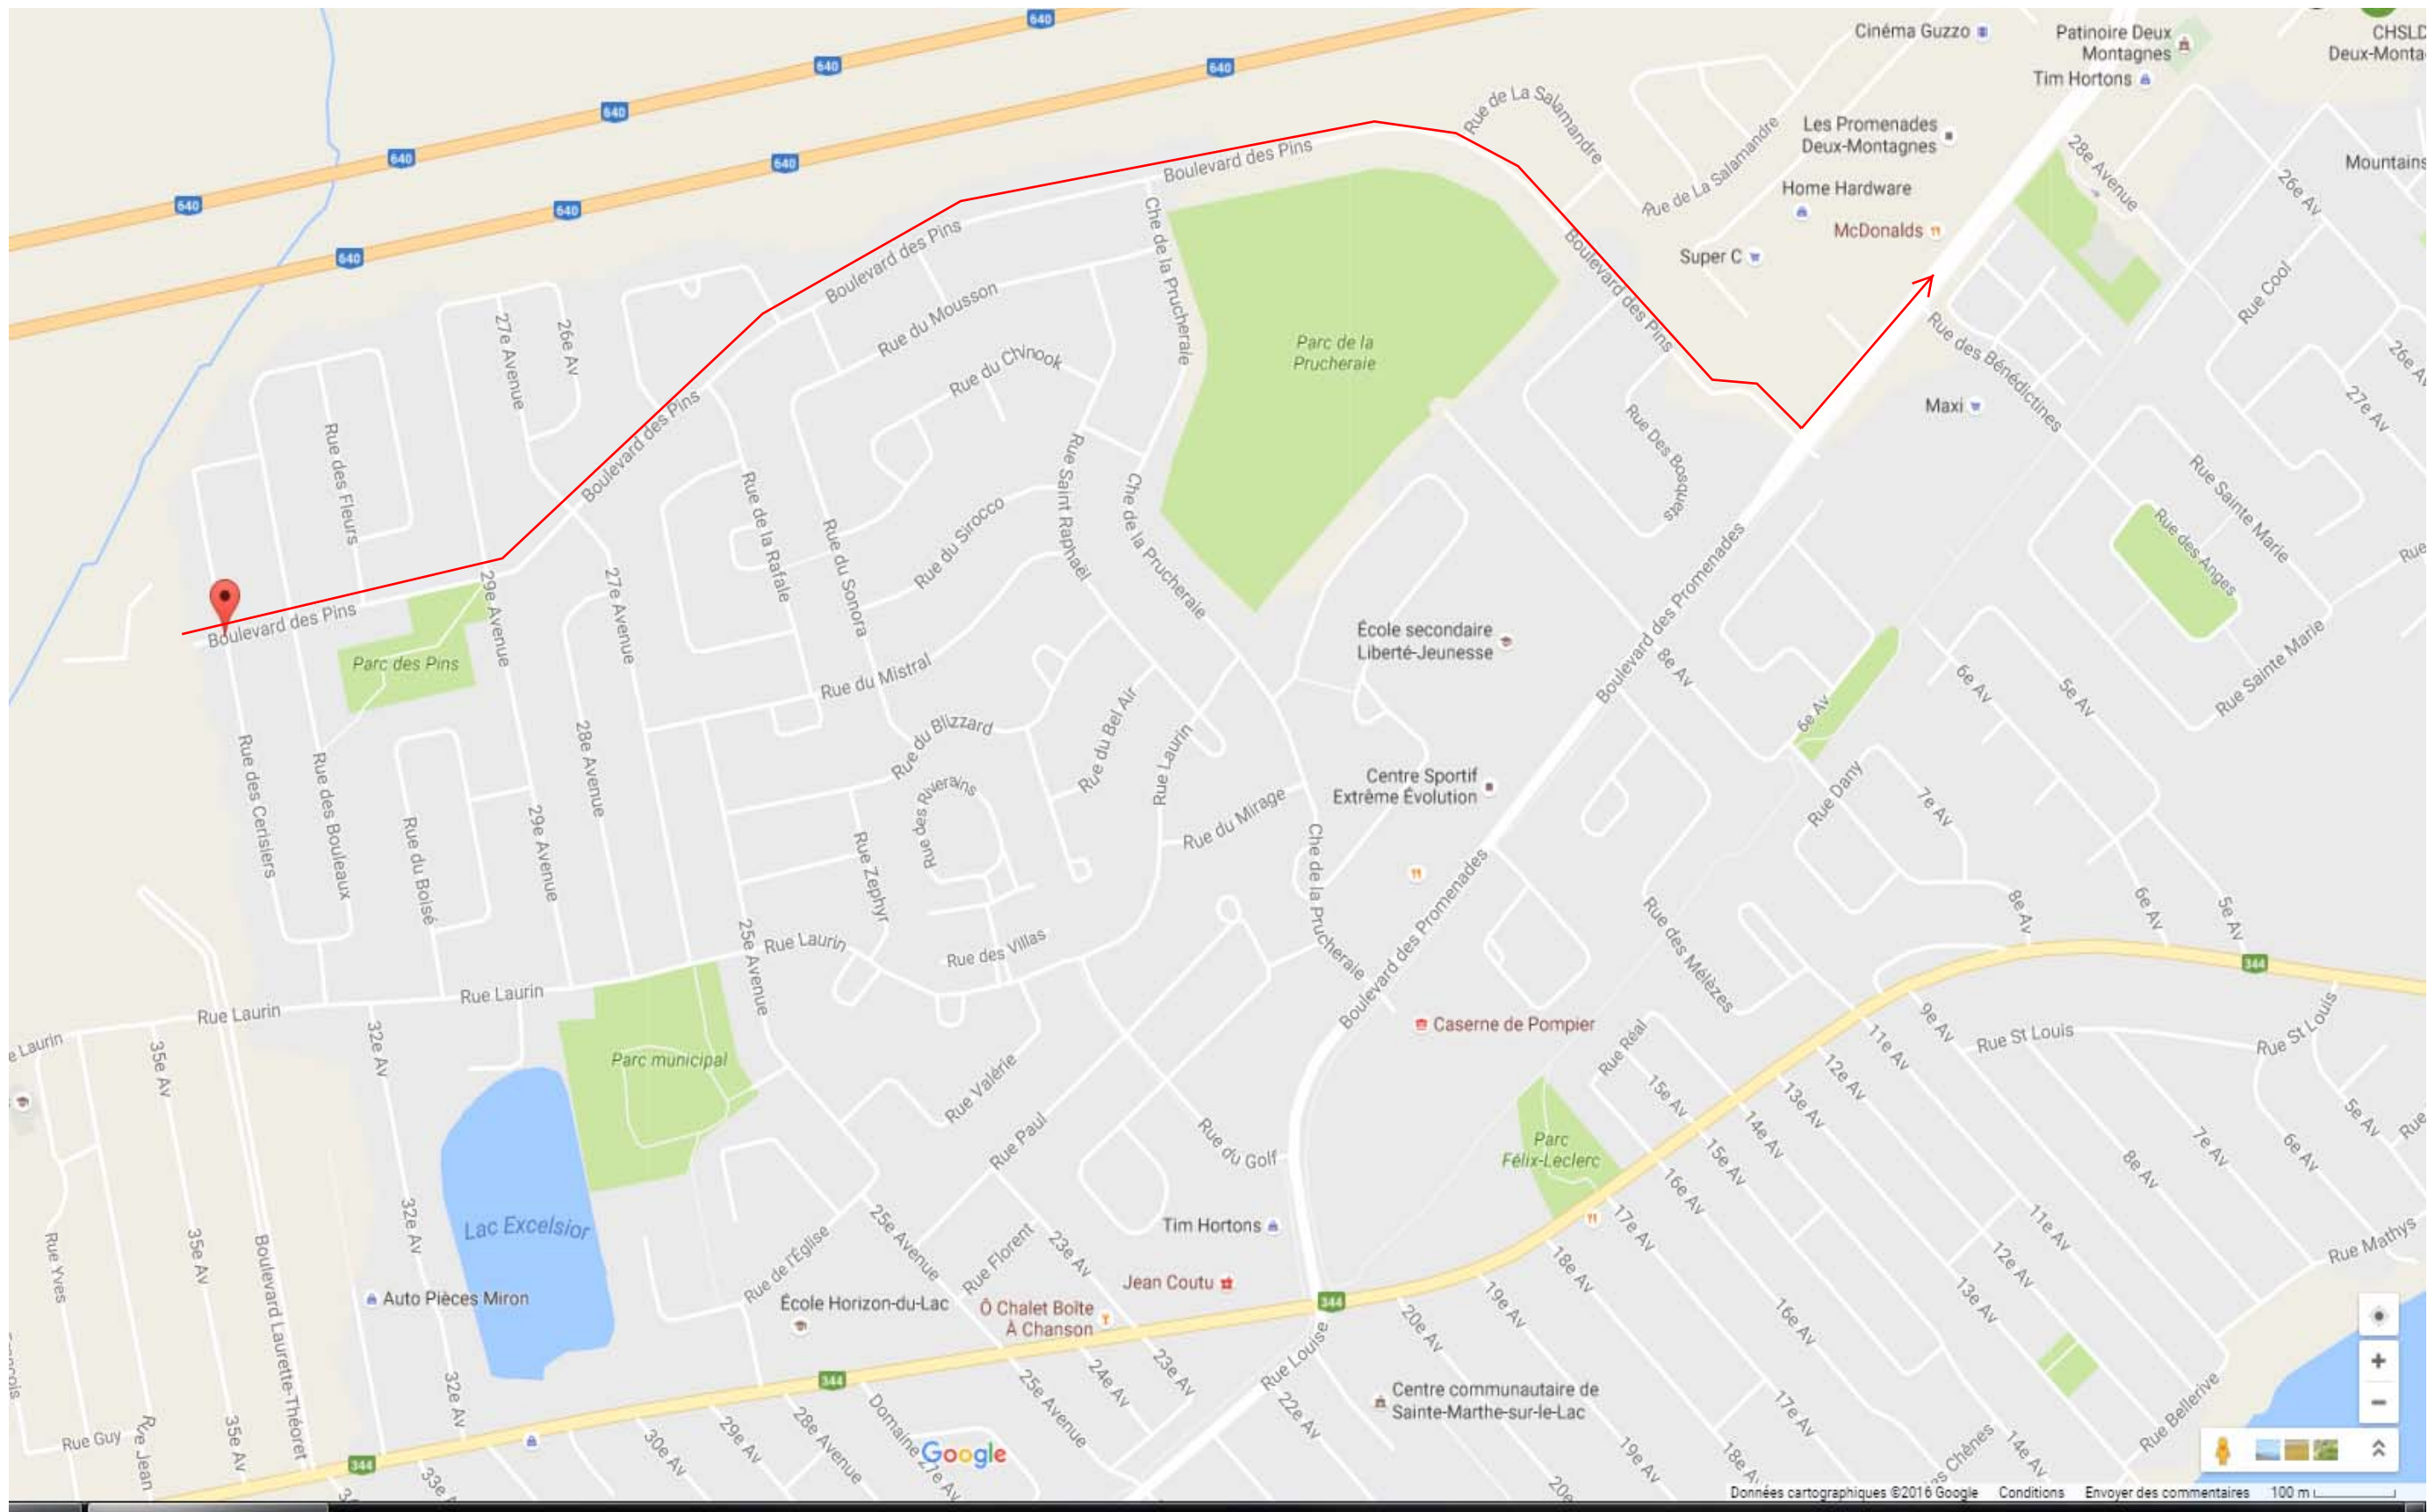 640
640
640
640
640
640
640
640
640
Cinéma Guzzo
Patinoire Deux
Montagnes
Tim Hortons
CHSLD
Deux-Monta
Rue de La Salamandre
Rue de La Salamandre
Les Promenades
Deux-Montagnes
28e Avenue
26e Av
Mountains
Home Hardware
McDonalds
Super C
Boulevard des Pins
Boulevard des Pins
Boulevard des Pins
Boulevard des Pins
Boulevard des Pins
Che de la Prucheraie
Rue du Mousson
Rue du Chinook
27e Avenue
26e Av
Parc de la
Prucheraie
Rue des Bénédictines
Rue Cool
26e Av
27e Av
Maxi
Rue Des Bosquets
Rue des Fleurs
Rue Saint Raphaël
Che de la Prucheraie
Rue de la Rafale
Rue du Sonora
Rue du Sirocco
Rue Sainte Marie
Rue des Anges
Rue
Boulevard des Promenades
29e Avenue
27e Avenue
Parc des Pins
Rue du Mistral
École secondaire
Liberté-Jeunesse
8e Av
6e Av
6e Av
5e Av
Rue Sainte Marie
Rue des Cerisiers
Rue des Bouleaux
Rue du Boisé
28e Avenue
29e Avenue
Rue du Blizzard
Rue du Bel Air
Rue Laurin
Rue des Riverains
Rue Zephyr
Rue du Mirage
Centre Sportif
Extrême Évolution
Rue Dany
7e Av
Che de la Prucheraie
Boulevard des Promenades
Rue des Mélèzes
8e Av
6e Av
5e Av
344
25e Avenue
Rue Laurin
Rue des Villas
Rue Laurin
Rue Laurin
e Laurin
35e Av
32e Av
Parc municipal
Caserne de Pompier
Rue Réal
15e Av
9e Av
11e Av
12e Av
13e Av
14e Av
15e Av
16e Av
Rue St Louis
Rue St Louis
5e Av
Rue
6e Av
7e Av
8e Av
Rue Valérie
Rue Paul
Rue du Golf
Parc
Félix-Leclerc
17e Av
11e Av
12e Av
13e Av
Rue Mathys
Rue Yves
35e Av
32e Av
Boulevard Laurette-Théoret
Lac Excelsior
Auto Pièces Miron
Rue de l'Église
25e Avenue
Rue Florent
23e Av
Tim Hortons
Jean Coutu
École Horizon-du-Lac
Ô Chalet Boîte
À Chanson
344
18e Av
19e Av
20e Av
16e Av
Rue Louise
344
23e Av
24e Av
25e Avenue
22e Av
Centre communautaire de
Sainte-Marthe-sur-le-Lac
17e Av
Rue Bellerive
32e Av
35e Av
Rue Guy
Rue Jean
344
33e
30e Av
29e Av
28e Avenue
Domaine
27e Av
Google
20e
19e Av
18e Av
es Chênes
14e Av
Données cartographiques ©2016 Google Conditions Envoyer des commentaires 100 m